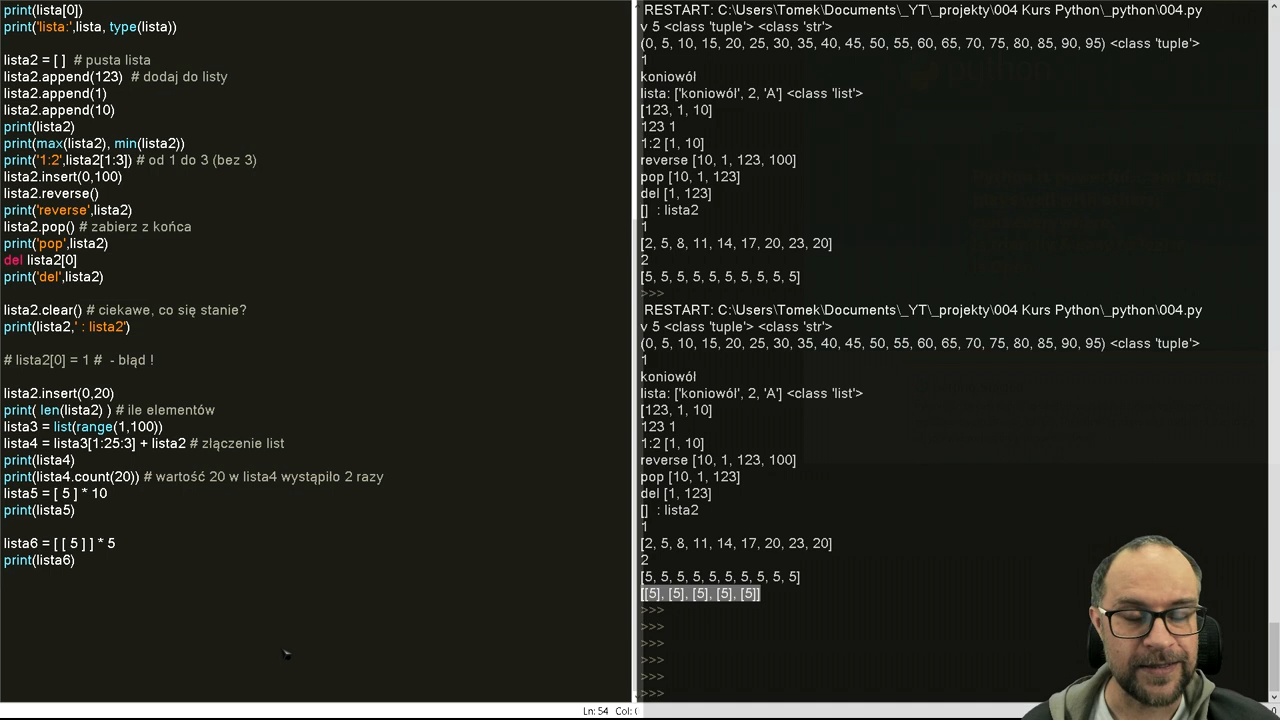 print(lista[0])
print('lista:',lista, type(lista))
lista2 = [ ]  # pusta lista
lista2.append(123)  # dodaj do listy
lista2.append(1)
lista2.append(10)
print(lista2)
print(max(lista2), min(lista2))
print('1:2',lista2[1:3]) # od 1 do 3 (bez 3)
lista2.insert(0,100)
lista2.reverse()
print('reverse',lista2)
lista2.pop() # zabierz z końca
print('pop',lista2)
del lista2[0]
print('del',lista2)
lista2.clear() # ciekawe, co się stanie?
print(lista2,' : lista2')
# lista2[0] = 1 #  - błąd !
lista2.insert(0,20)
print( len(lista2) ) # ile elementów
lista3 = list(range(1,100))
lista4 = lista3[1:25:3] + lista2 # złączenie list
print(lista4)
print(lista4.count(20)) # wartość 20 w lista4 wystąpiło 2 razy
lista5 = [ 5 ] * 10
print(lista5)
lista6 = [ [ 5 ] ] * 5
print(lista6)
Ln: 54  Col:
RESTART: C:\Users\Tomek\Documents\_YT\_projekty\004 Kurs Python\_python\004.py
v 5 <class 'tuple'> <class 'str'>
(0, 5, 10, 15, 20, 25, 30, 35, 40, 45, 50, 55, 60, 65, 70, 75, 80, 85, 90, 95) <class 'tuple'>
1
koniowół
lista: ['koniowół', 2, 'A'] <class 'list'>
[123, 1, 10]
123 1
1:2 [1, 10]
reverse [10, 1, 123, 100]
pop [10, 1, 123]
del [1, 123]
[]  : lista2
1
[2, 5, 8, 11, 14, 17, 20, 23, 20]
2
[5, 5, 5, 5, 5, 5, 5, 5, 5, 5]
>>>
RESTART: C:\Users\Tomek\Documents\_YT\_projekty\004 Kurs Python\_python\004.py
v 5 <class 'tuple'> <class 'str'>
(0, 5, 10, 15, 20, 25, 30, 35, 40, 45, 50, 55, 60, 65, 70, 75, 80, 85, 90, 95) <class 'tuple'>
1
koniowół
lista: ['koniowół', 2, 'A'] <class 'list'>
[123, 1, 10]
123 1
1:2 [1, 10]
reverse [10, 1, 123, 100]
pop [10, 1, 123]
del [1, 123]
[]  : lista2
1
[2, 5, 8, 11, 14, 17, 20, 23, 20]
2
[5, 5, 5, 5, 5, 5, 5, 5, 5, 5]
[[5], [5], [5], [5], [5]]
>>>
>>>
>>>
>>>
>>>
>>>